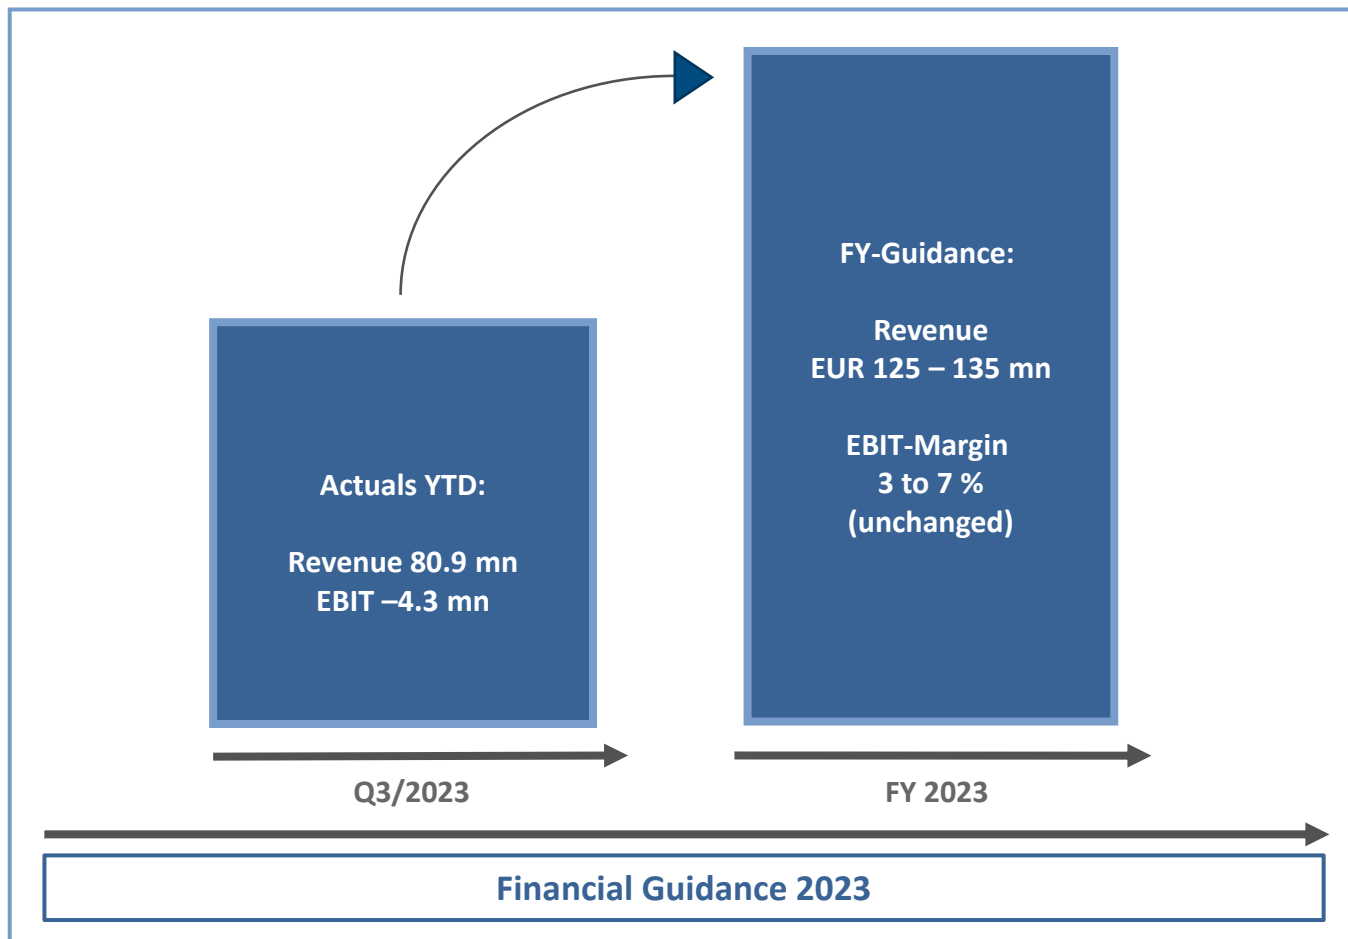 Actuals YTD:
Revenue 80.9 mn
EBIT –4.3 mn
FY-Guidance:
Revenue
EUR 125 – 135 mn
EBIT-Margin
3 to 7 %
(unchanged)
Q3/2023
FY 2023
Financial Guidance 2023